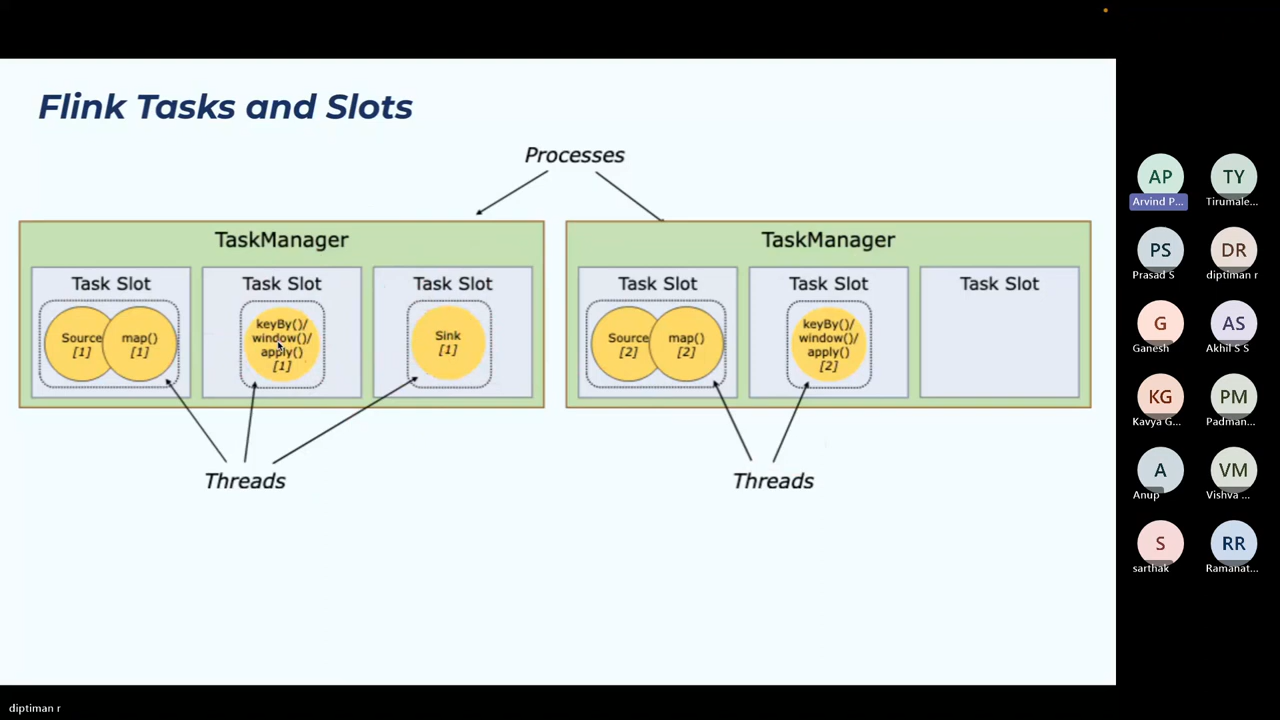 Flink Tasks and Slots
Processes
TaskManager
Task Slot
Source
[1]
map()
[1]
Task Slot
keyBy()/
window()/
apply()
[1]
Task Slot
Sink
[1]
Threads
TaskManager
Task Slot
Source
[2]
map()
[2]
Task Slot
keyBy()/
window()/
apply()
[2]
Task Slot
Threads
AP
Arvind P...
TY
Tirumale...
PS
Prasad S
DR
diptiman r
G
Ganesh
AS
Akhil S S
KG
Kavya G...
PM
Padman...
A
Anup
VM
Vishva ...
S
sarthak
RR
Ramanat...
diptiman r